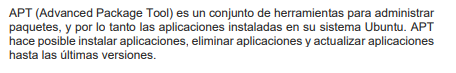 APT (Advanced Package Tool) es un conjunto de herramientas para administrar
paquetes, y por lo tanto las aplicaciones instaladas en su sistema Ubuntu. APT
hace posible instalar aplicaciones, eliminar aplicaciones y actualizar aplicaciones
hasta las últimas versiones.